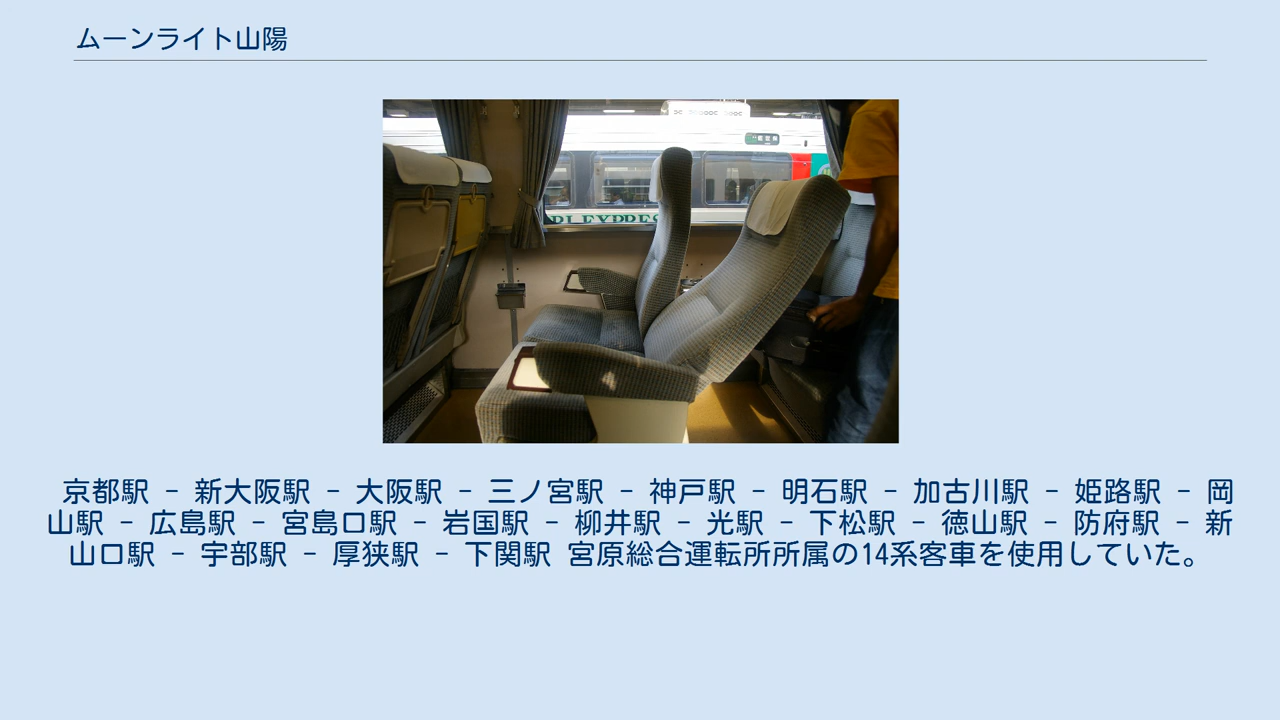 ムーンライト山陽
RL EXPRES
京都駅 - 新大阪駅 - 大阪駅 - 三ノ宮駅 - 神戸駅 - 明石駅 - 加古川駅 - 姫路駅 - 岡
山駅 - 広島駅 - 宮島口駅 - 岩国駅 - 柳井駅 - 光駅 - 下松駅 - 徳山駅 - 防府駅 - 新
山口駅 - 宇部駅 - 厚狭駅 - 下関駅 宮原総合運転所所属の14系客車を使用していた。